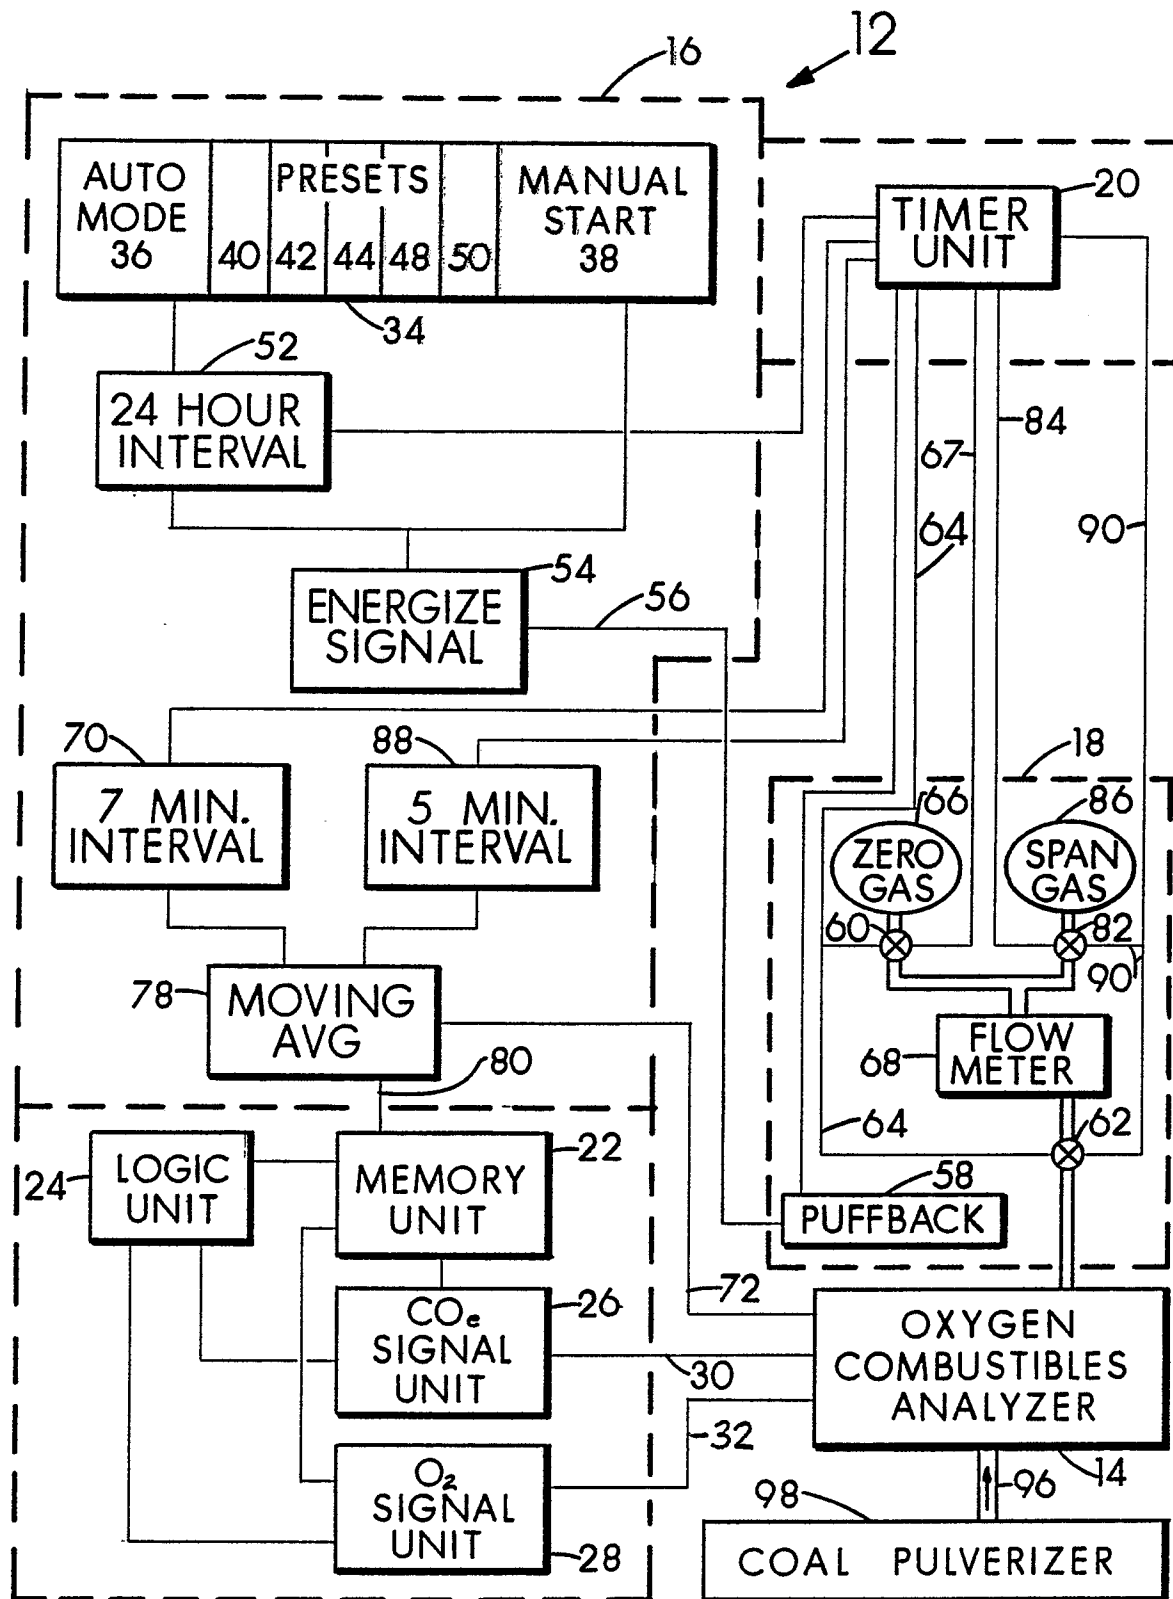 12
16
AUTO
MODE
36
40
PRESETS
42
44
48
50
MANUAL
START
38
34
20
TIMER
UNIT
52
24 HOUR
INTERVAL
84
67
64
90
54
ENERGIZE
SIGNAL
56
70
7 MIN.
INTERVAL
88
5 MIN.
INTERVAL
18
66
ZERO
GAS
86
SPAN
GAS
60
82
90
78
MOVING
AVG
80
68
FLOW
METER
64
62
24
LOGIC
UNIT
22
MEMORY
UNIT
58
PUFFBACK
72
26
COe
SIGNAL
UNIT
30
OXYGEN
COMBUSTIBLES
ANALYZER
32
14
O2
SIGNAL
UNIT
28
96
98
COAL PULVERIZER